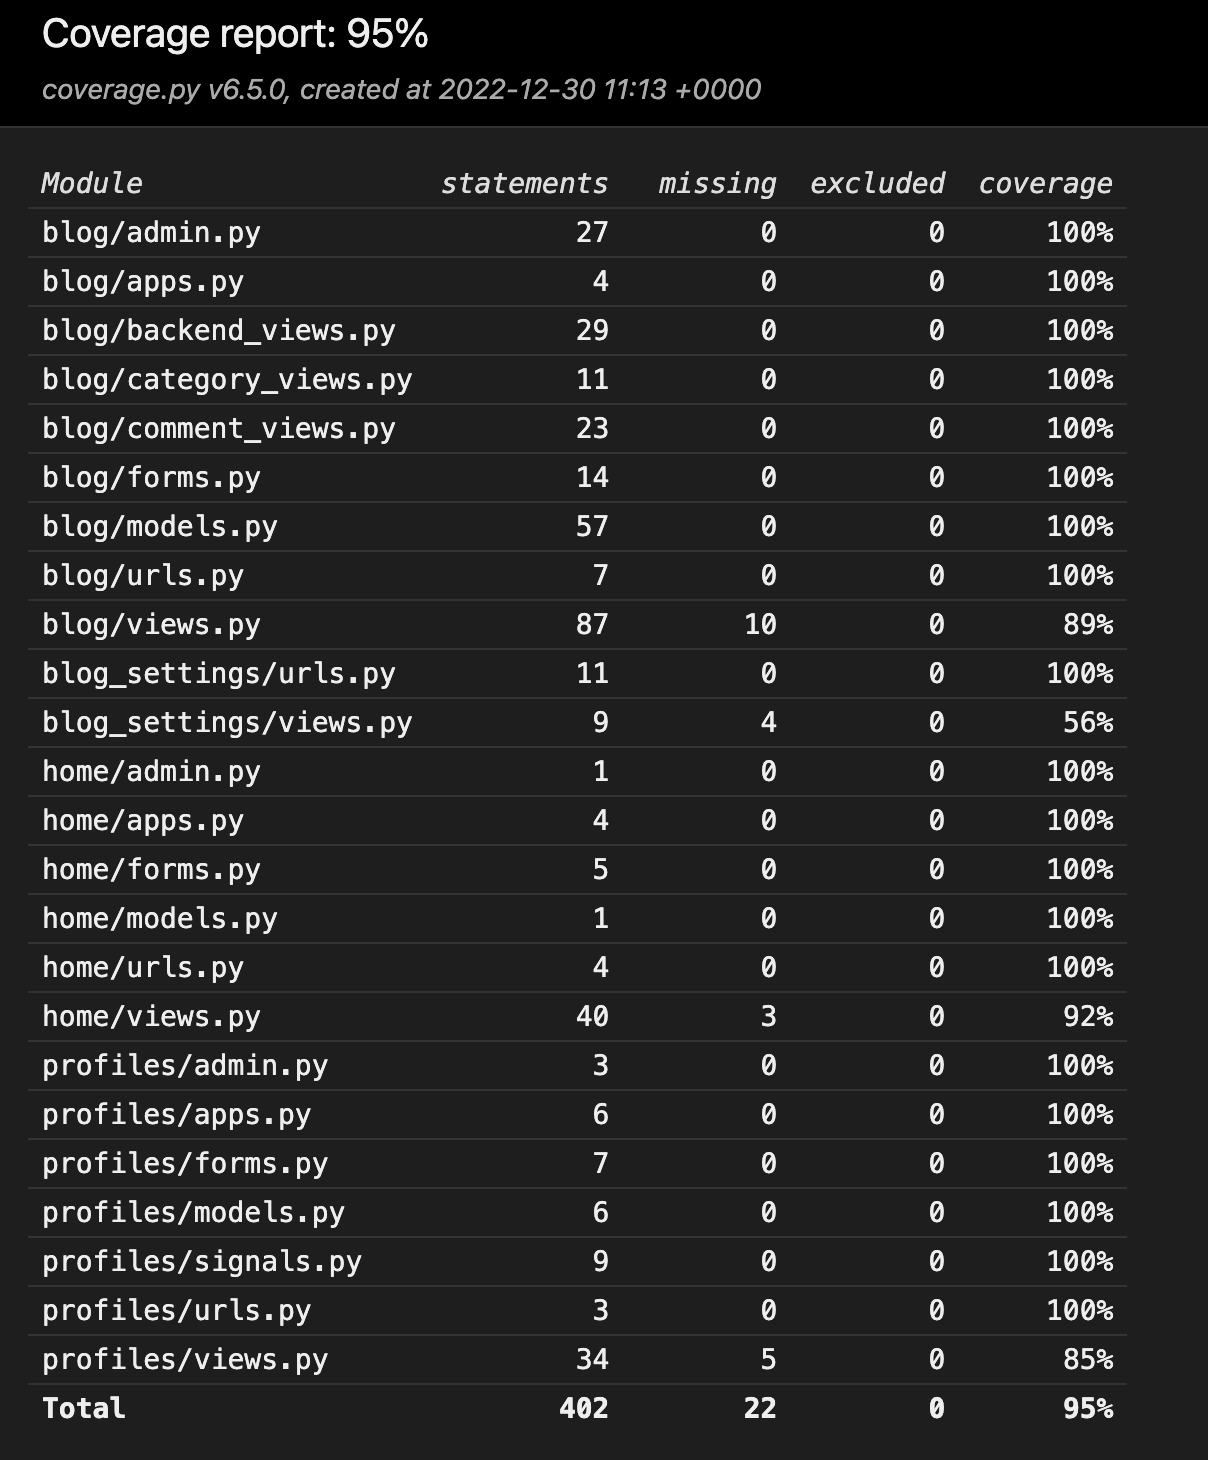 Coverage report: 95%
coverage.py v6.5.0, created at 2022-12-30 11:13 +0000
Module statements missing excluded coverage
blog/admin.py 27 0 0 100%
blog/apps.py 4 0 0 100%
blog/backend_views.py 29 0 0 100%
blog/category_views.py 11 0 0 100%
blog/comment_views.py 23 0 0 100%
blog/forms.py 14 0 0 100%
blog/models.py 57 0 0 100%
blog/urls.py 7 0 0 100%
blog/views.py 87 10 0 89%
blog_settings/urls.py 11 0 0 100%
blog_settings/views.py 9 4 0 56%
home/admin.py 1 0 0 100%
home/apps.py 4 0 0 100%
home/forms.py 5 0 0 100%
home/models.py 1 0 0 100%
home/urls.py 4 0 0 100%
home/views.py 40 3 0 92%
profiles/admin.py 3 0 0 100%
profiles/apps.py 6 0 0 100%
profiles/forms.py 7 0 0 100%
profiles/models.py 6 0 0 100%
profiles/signals.py 9 0 0 100%
profiles/urls.py 3 0 0 100%
profiles/views.py 34 5 0 85%
Total 402 22 0 95%